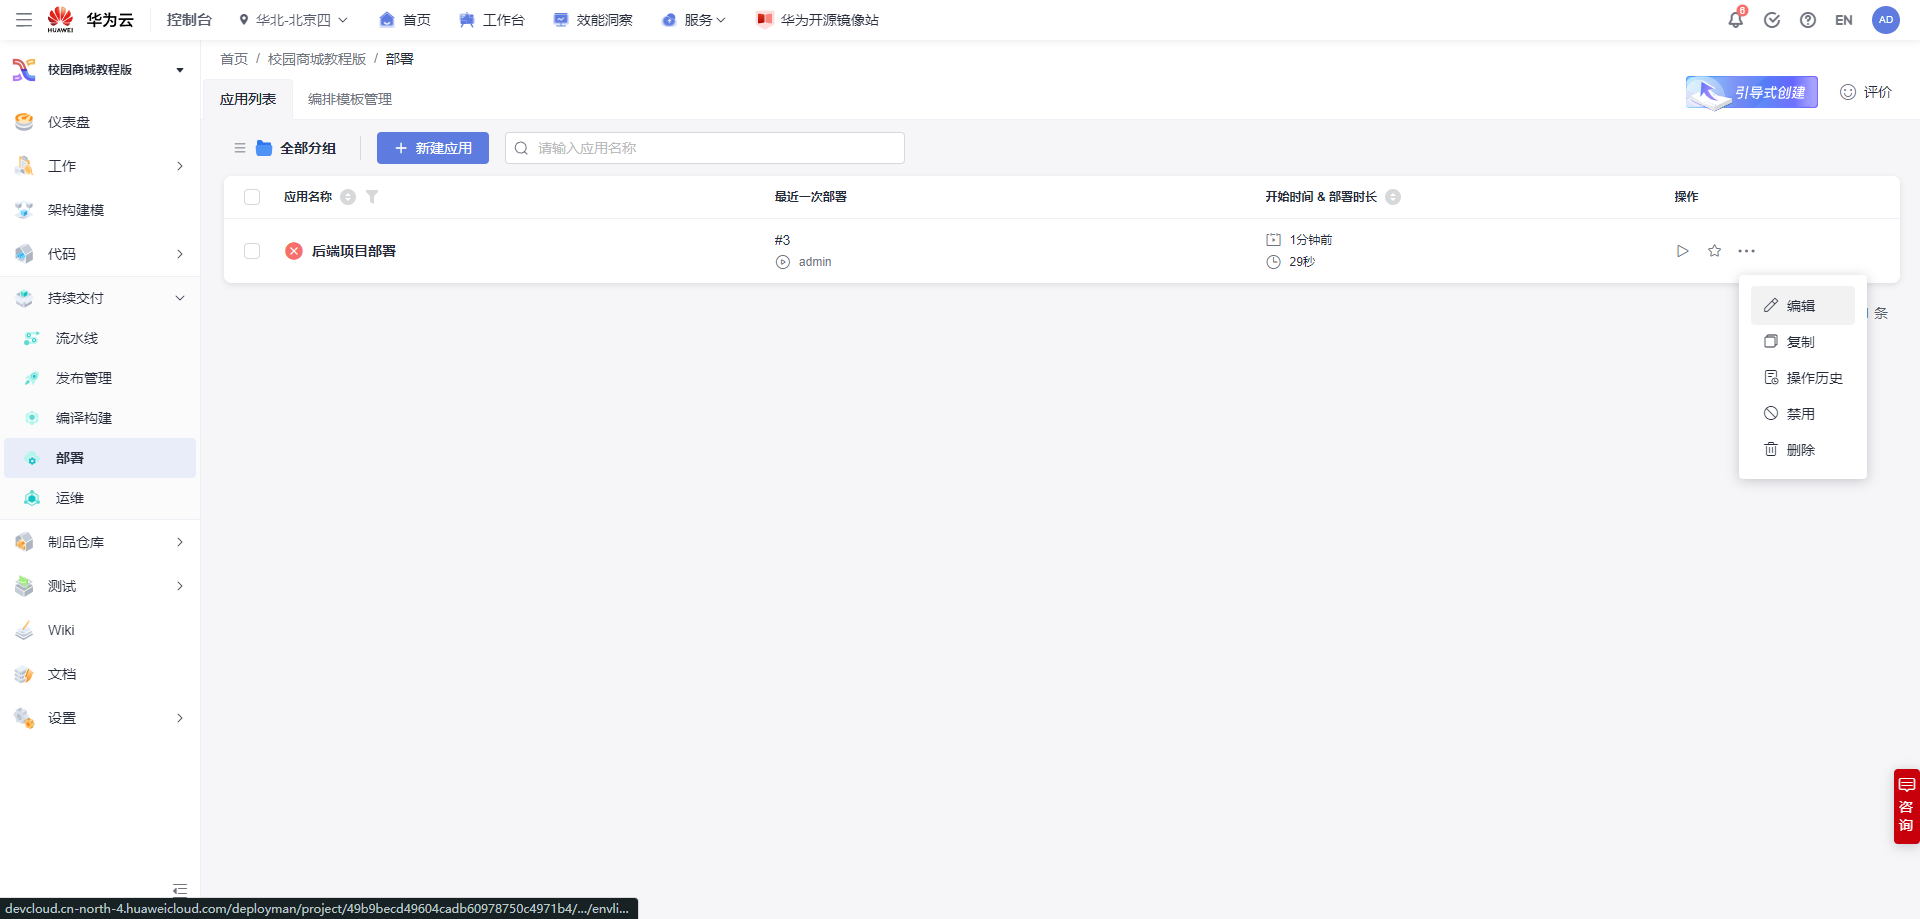 华为云 控制台 华北-北京四 首页 工作台 效能洞察 服务 华为开源镜像站 8 EN AD
HUAWEI
校园商城教程版
首页 / 校园商城教程版 / 部署
应用列表 编排模板管理
引导式创建 评价
仪表盘
工作
架构建模
代码
持续交付
流水线
发布管理
编译构建
部署
运维
制品仓库
测试
Wiki
文档
设置
全部分组 新建应用 请输入应用名称
应用名称 最近一次部署 开始时间 & 部署时长 操作
后端项目部署 #3 1分钟前
admin 29秒
编辑
复制
操作历史
禁用
删除
条
咨
询
devcloud.cn-north-4.huaweicloud.com/deployman/project/49b9becd49604cadb60978750c4971b4/.../envli...